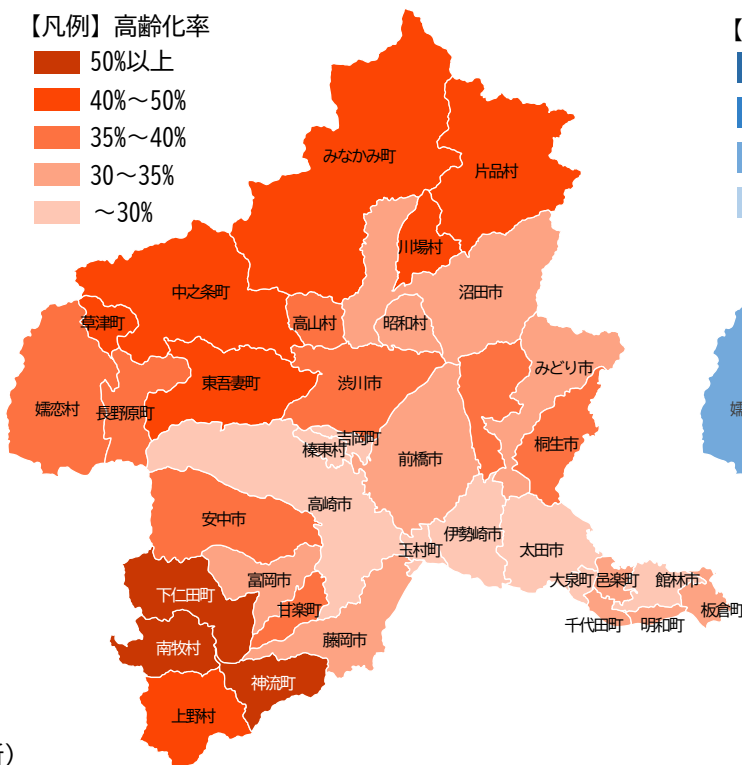 【凡例】高齢化率
50%以上
40%～50%
35%～40%
30～35%
～30%
【
みなかみ町
片品村
川場村
中之条町
沼田市
草津町
高山村
昭和村
みどり市
東吾妻町
渋川市
嬬恋村
長野原町
嬬
吉岡町
桐生市
榛東村
前橋市
高崎市
安中市
伊勢崎市
玉村町
太田市
富岡市
大泉町
邑楽町
館林市
下仁田町
甘楽町
板倉町
千代田町
明和町
藤岡市
南牧村
神流町
上野村
)